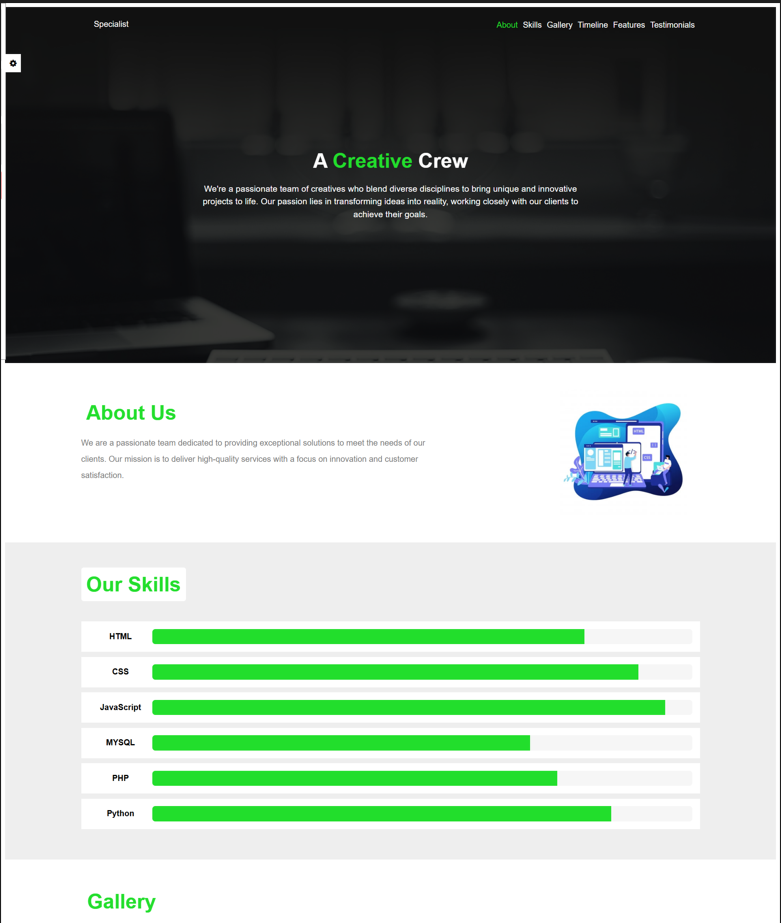 Specialist
About Skills Gallery Timeline Features Testimonials
A Creative Crew
We're a passionate team of creatives who blend diverse disciplines to bring unique and innovative
projects to life. Our passion lies in transforming ideas into reality, working closely with our clients to
achieve their goals.
About Us
We are a passionate team dedicated to providing exceptional solutions to meet the needs of our
clients. Our mission is to deliver high-quality services with a focus on innovation and customer
satisfaction.
HTML
CSS
Our Skills
HTML
CSS
JavaScript
MYSQL
PHP
Python
Gallery